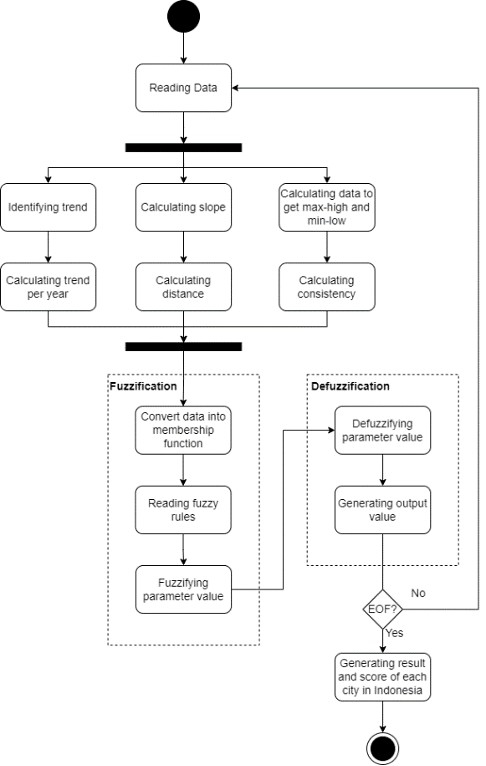 Reading Data
Identifying trend
Calculating slope
Calculating data to
get max-high and
min-low
Calculating trend
per year
Calculating
distance
Calculating
consistency
Fuzzification
Convert data into
membership
function
Reading fuzzy
rules
Fuzzifying
parameter value
Defuzzification
Defuzzifying
parameter value
Generating output
value
EOF?
No
Yes
Generating result
and score of each
city in Indonesia